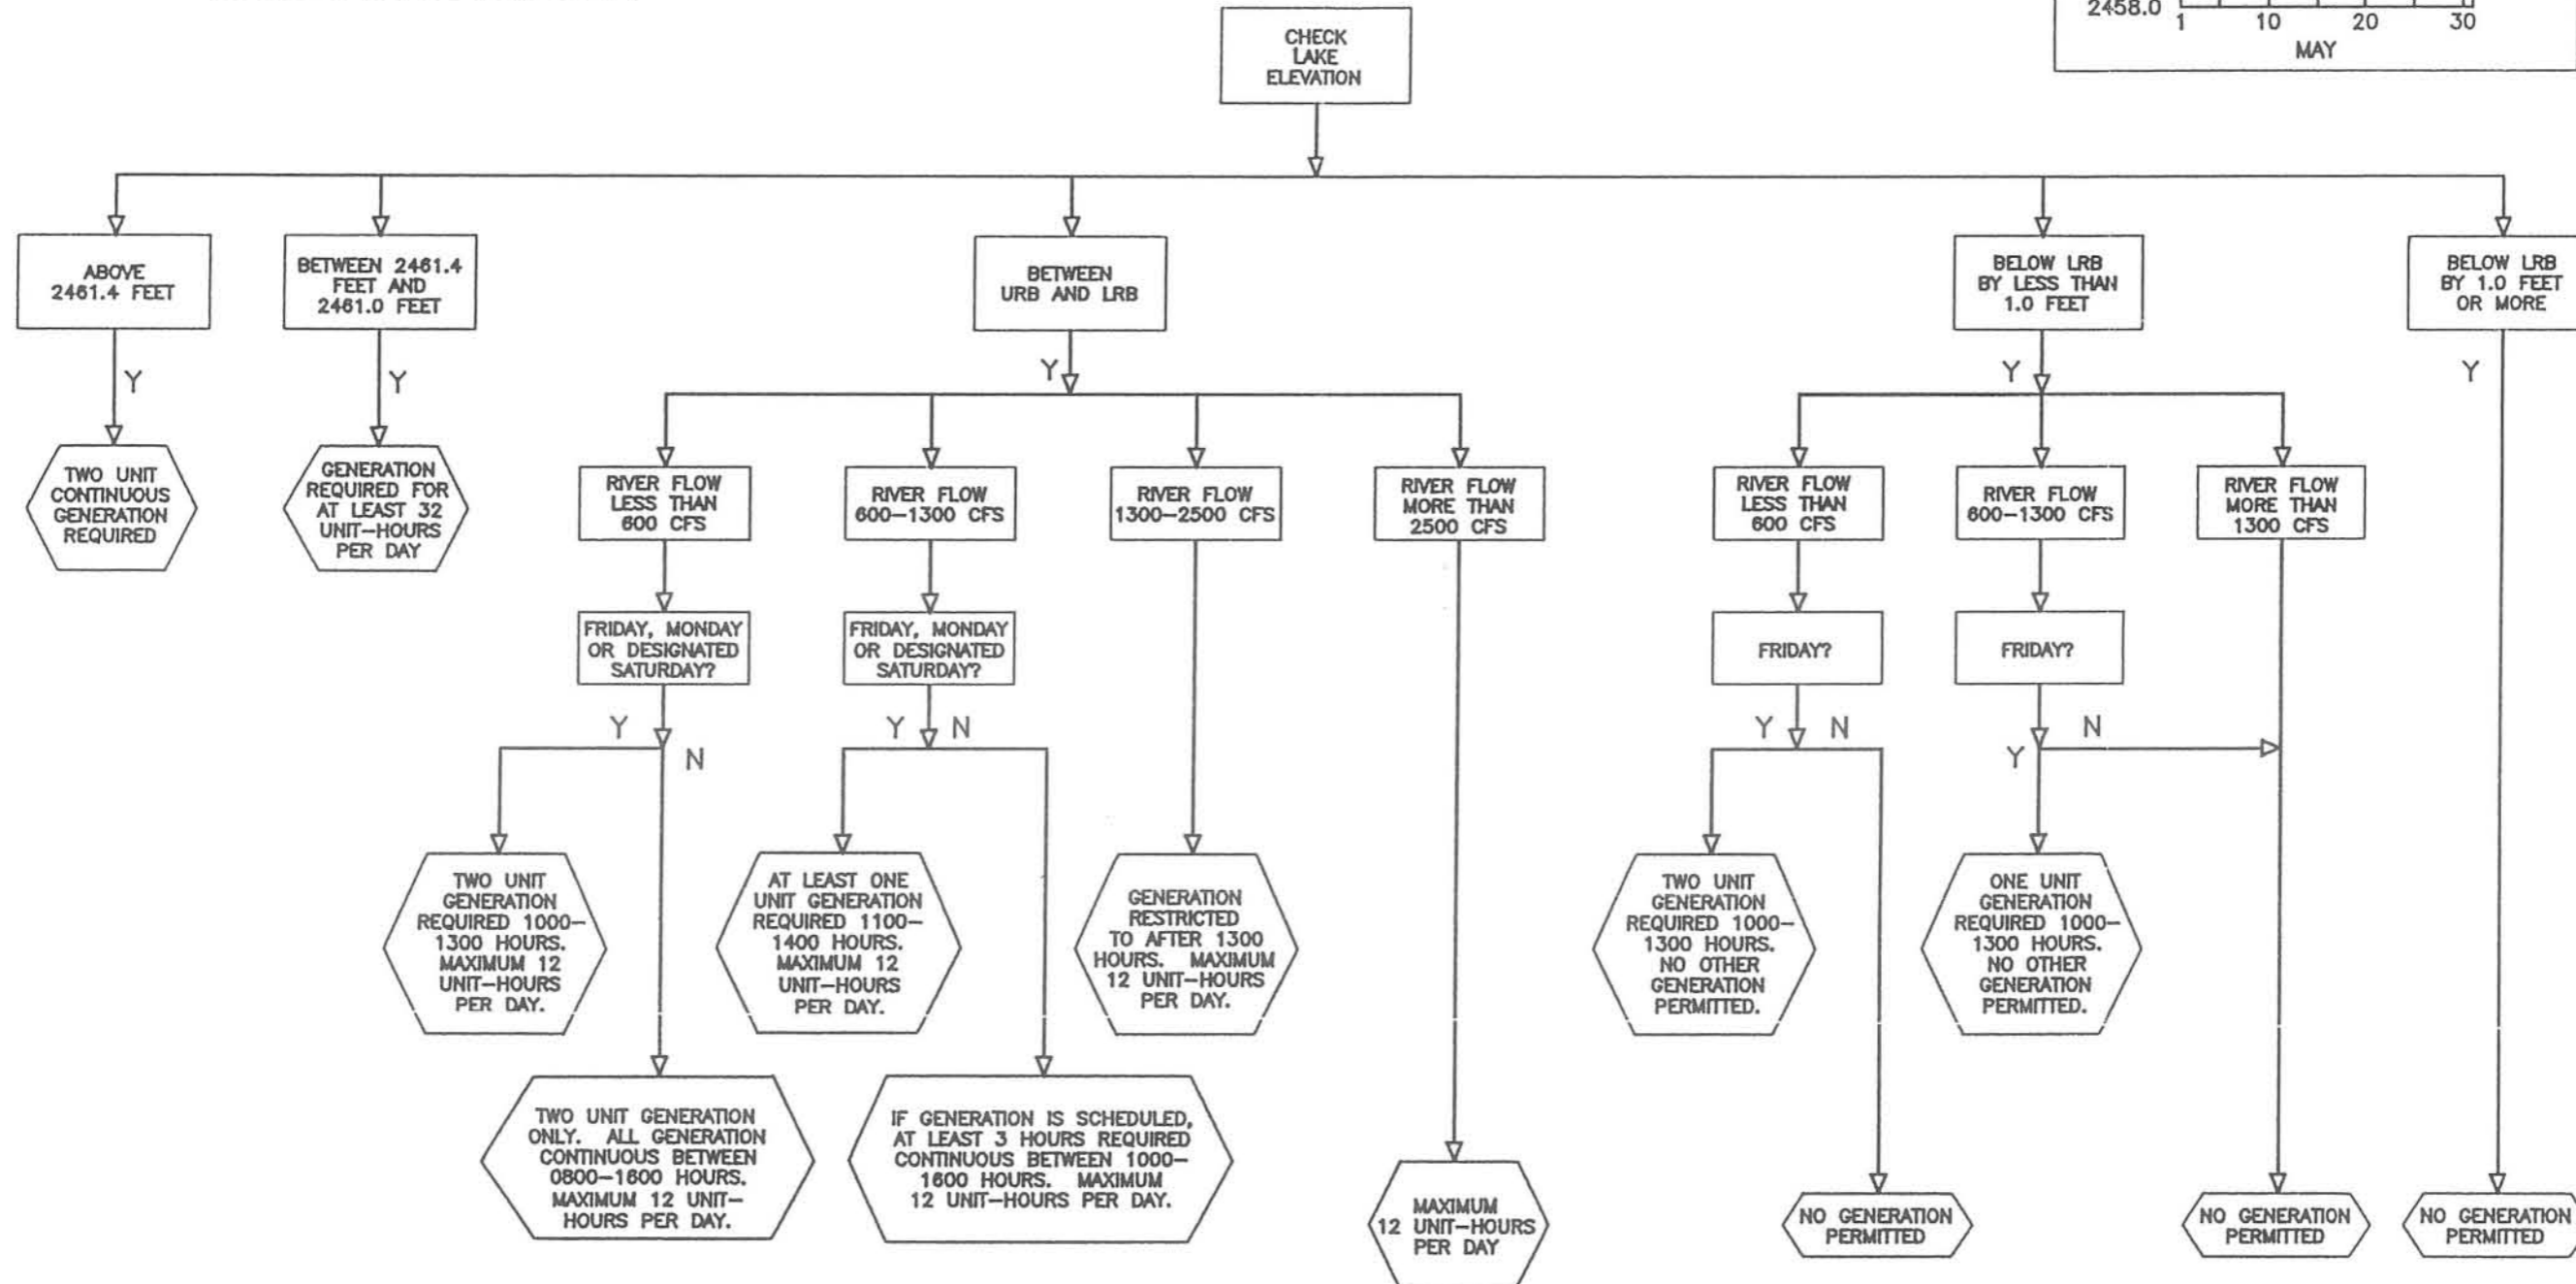 2458.0
1 10 20 30
MAY
CHECK
LAKE
ELEVATION
ABOVE
2461.4 FEET
BETWEEN 2461.4
FEET AND
2461.0 FEET
BETWEEN
URB AND LRB
BELOW LRB
BY LESS THAN
1.0 FEET
BELOW LRB
BY 1.0 FEET
OR MORE
Y
Y
Y
Y
Y
TWO UNIT
CONTINUOUS
GENERATION
REQUIRED
GENERATION
REQUIRED FOR
AT LEAST 32
UNIT-HOURS
PER DAY
RIVER FLOW
LESS THAN
600 CFS
RIVER FLOW
600-1300 CFS
RIVER FLOW
1300-2500 CFS
RIVER FLOW
MORE THAN
2500 CFS
RIVER FLOW
LESS THAN
600 CFS
RIVER FLOW
600-1300 CFS
RIVER FLOW
MORE THAN
1300 CFS
FRIDAY, MONDAY
OR DESIGNATED
SATURDAY?
FRIDAY, MONDAY
OR DESIGNATED
SATURDAY?
FRIDAY?
FRIDAY?
Y
N
Y N
Y N
N
Y
TWO UNIT
GENERATION
REQUIRED 1000-
1300 HOURS.
MAXIMUM 12
UNIT-HOURS
PER DAY.
AT LEAST ONE
UNIT GENERATION
REQUIRED 1100-
1400 HOURS.
MAXIMUM 12
UNIT-HOURS
PER DAY.
GENERATION
RESTRICTED
TO AFTER 1300
HOURS. MAXIMUM
12 UNIT-HOURS
PER DAY.
TWO UNIT
GENERATION
REQUIRED 1000-
1300 HOURS.
NO OTHER
GENERATION
PERMITTED.
ONE UNIT
GENERATION
REQUIRED 1000-
1300 HOURS.
NO OTHER
GENERATION
PERMITTED.
TWO UNIT GENERATION
ONLY. ALL GENERATION
CONTINUOUS BETWEEN
0800-1600 HOURS.
MAXIMUM 12 UNIT-
HOURS PER DAY.
IF GENERATION IS SCHEDULED,
AT LEAST 3 HOURS REQUIRED
CONTINUOUS BETWEEN 1000-
1600 HOURS. MAXIMUM
12 UNIT-HOURS PER DAY.
MAXIMUM
12 UNIT-HOURS
PER DAY
NO GENERATION
PERMITTED
NO GENERATION
PERMITTED
NO GENERATION
PERMITTED